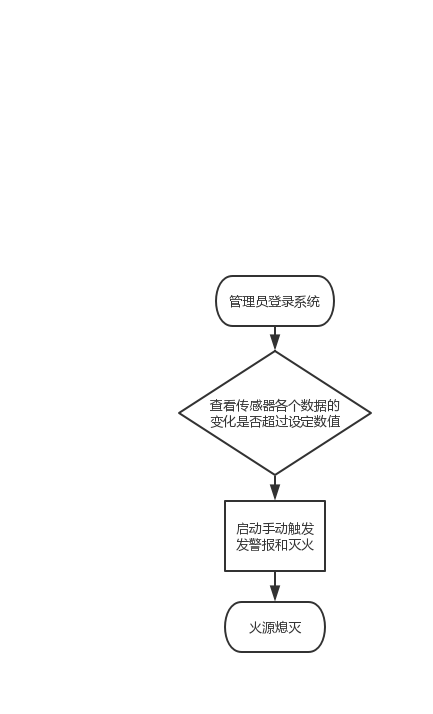 管理员登录系统
查看传感器各个数据的
变化是否超过设定数值
启动手动触发
发警报和灭火
火源熄灭